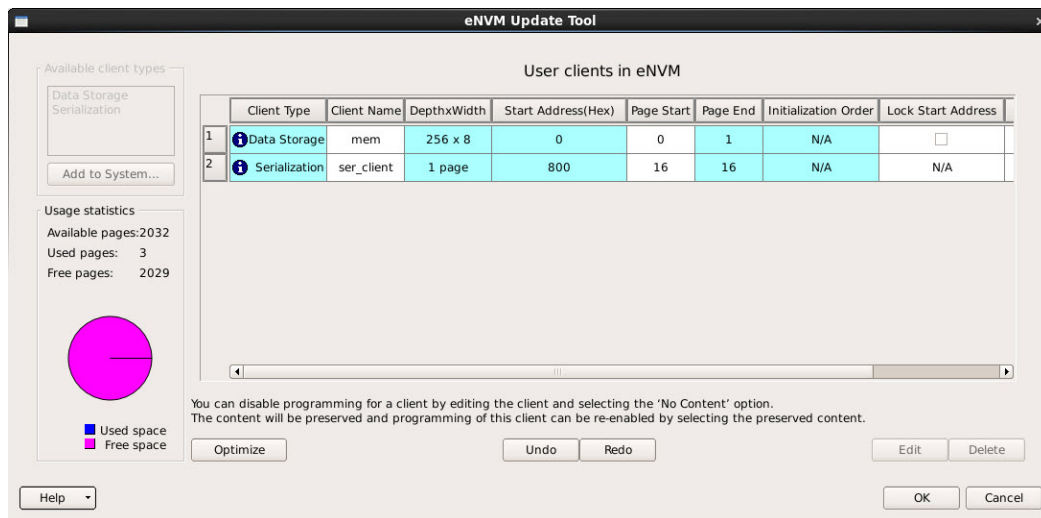 eNVM Update Tool
Available client types
Data Storage
Serialization
Add to System...
Usage statistics
Available pages:2032
Used pages: 3
Free pages: 2029
Used space
Free space
User clients in eNVM
Client Type Client Name DepthxWidth Start Address(Hex) Page Start Page End Initialization Order Lock Start Address
1 Data Storage mem 256 x 8 0 0 1 N/A
2 Serialization ser_client 1 page 800 16 16 N/A N/A
You can disable programming for a client by editing the client and selecting the 'No Content' option.
The content will be preserved and programming of this client can be re-enabled by selecting the preserved content.
Optimize Undo Redo Edit Delete
Help OK Cancel